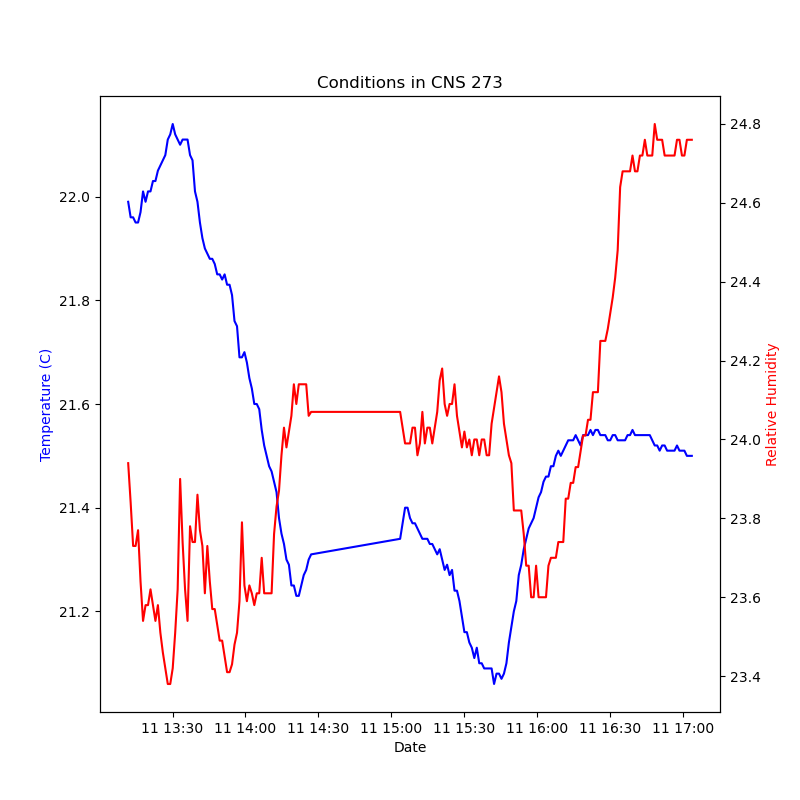 Conditions in CNS 273
22.0
21.8
21.6
21.4
21.2
Temperature (C)
24.8
24.6
24.4
24.2
24.0
23.8
23.6
23.4
Relative Humidity
11 13:30 11 14:00 11 14:30 11 15:00 11 15:30 11 16:00 11 16:30 11 17:00
Date